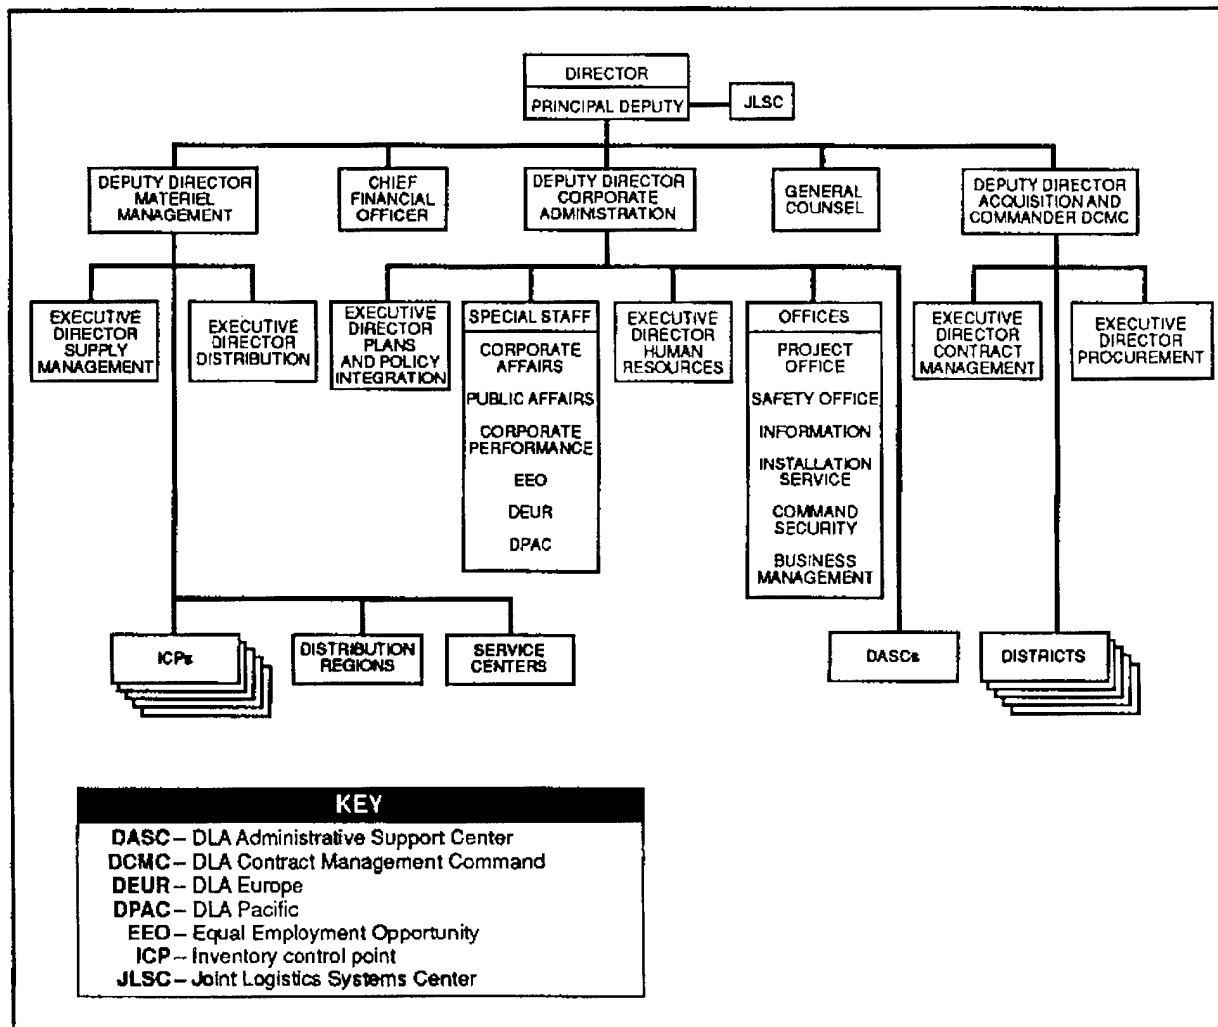 DIRECTOR
PRINCIPAL DEPUTY
JLSC
DEPUTY DIRECTOR
MATERIEL
MANAGEMENT
CHIEF
FINANCIAL
OFFICER
DEPUTY DIRECTOR
CORPORATE
ADMINISTRATION
GENERAL
COUNSEL
DEPUTY DIRECTOR
ACQUISITION AND
COMMANDER DCMC
EXECUTIVE
DIRECTOR
SUPPLY
MANAGEMENT
EXECUTIVE
DIRECTOR
DISTRIBUTION
EXECUTIVE
DIRECTOR
PLANS
AND POLICY
INTEGRATION
SPECIAL STAFF
CORPORATE
AFFAIRS
PUBLIC AFFAIRS
CORPORATE
PERFORMANCE
EEO
DEUR
DPAC
EXECUTIVE
DIRECTOR
HUMAN
RESOURCES
OFFICES
PROJECT
OFFICE
SAFETY OFFICE
INFORMATION
INSTALLATION
SERVICE
COMMAND
SECURITY
BUSINESS
MANAGEMENT
EXECUTIVE
DIRECTOR
CONTRACT
MANAGEMENT
EXECUTIVE
DIRECTOR
PROCUREMENT
ICPs
DISTRIBUTION
REGIONS
SERVICE
CENTERS
DASCs
DISTRICTS
KEY
DASC – DLA Administrative Support Center
DCMC – DLA Contract Management Command
DEUR – DLA Europe
DPAC – DLA Pacific
EEO – Equal Employment Opportunity
ICP – Inventory control point
JLSC – Joint Logistics Systems Center